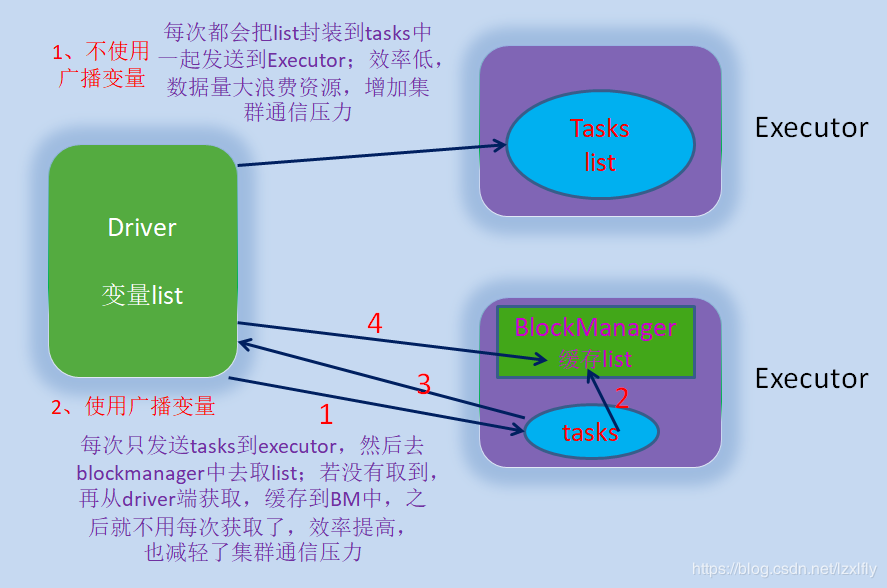 1、不使用
广播变量
每次都会把list封装到tasks中
一起发送到Executor；效率低，
数据量大浪费资源，增加集
群通信压力
Tasks
list
Executor
Driver
变量list
4
3
1
BlockManager
缓存list
2
tasks
Executor
2、使用广播变量
每次只发送tasks到executor，然后去
blockmanager中去取list；若没有取到，
再从driver端获取，缓存到BM中，之
后就不用每次获取了，效率提高，
也减轻了集群通信压力
https://blog.csdn.net/lzxlfly